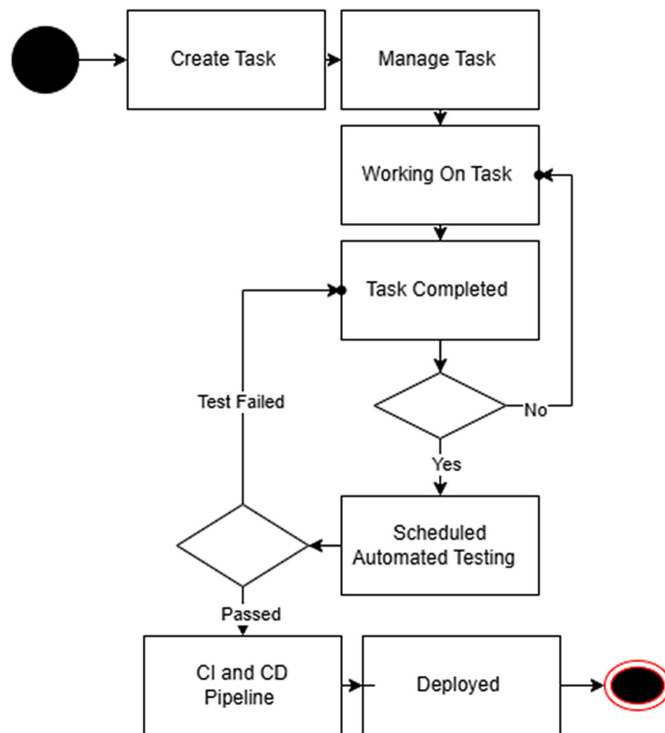 Create Task
Manage Task
Working On Task
Task Completed
Test Failed
No
Yes
Scheduled
Automated Testing
Passed
CI and CD
Pipeline
Deployed